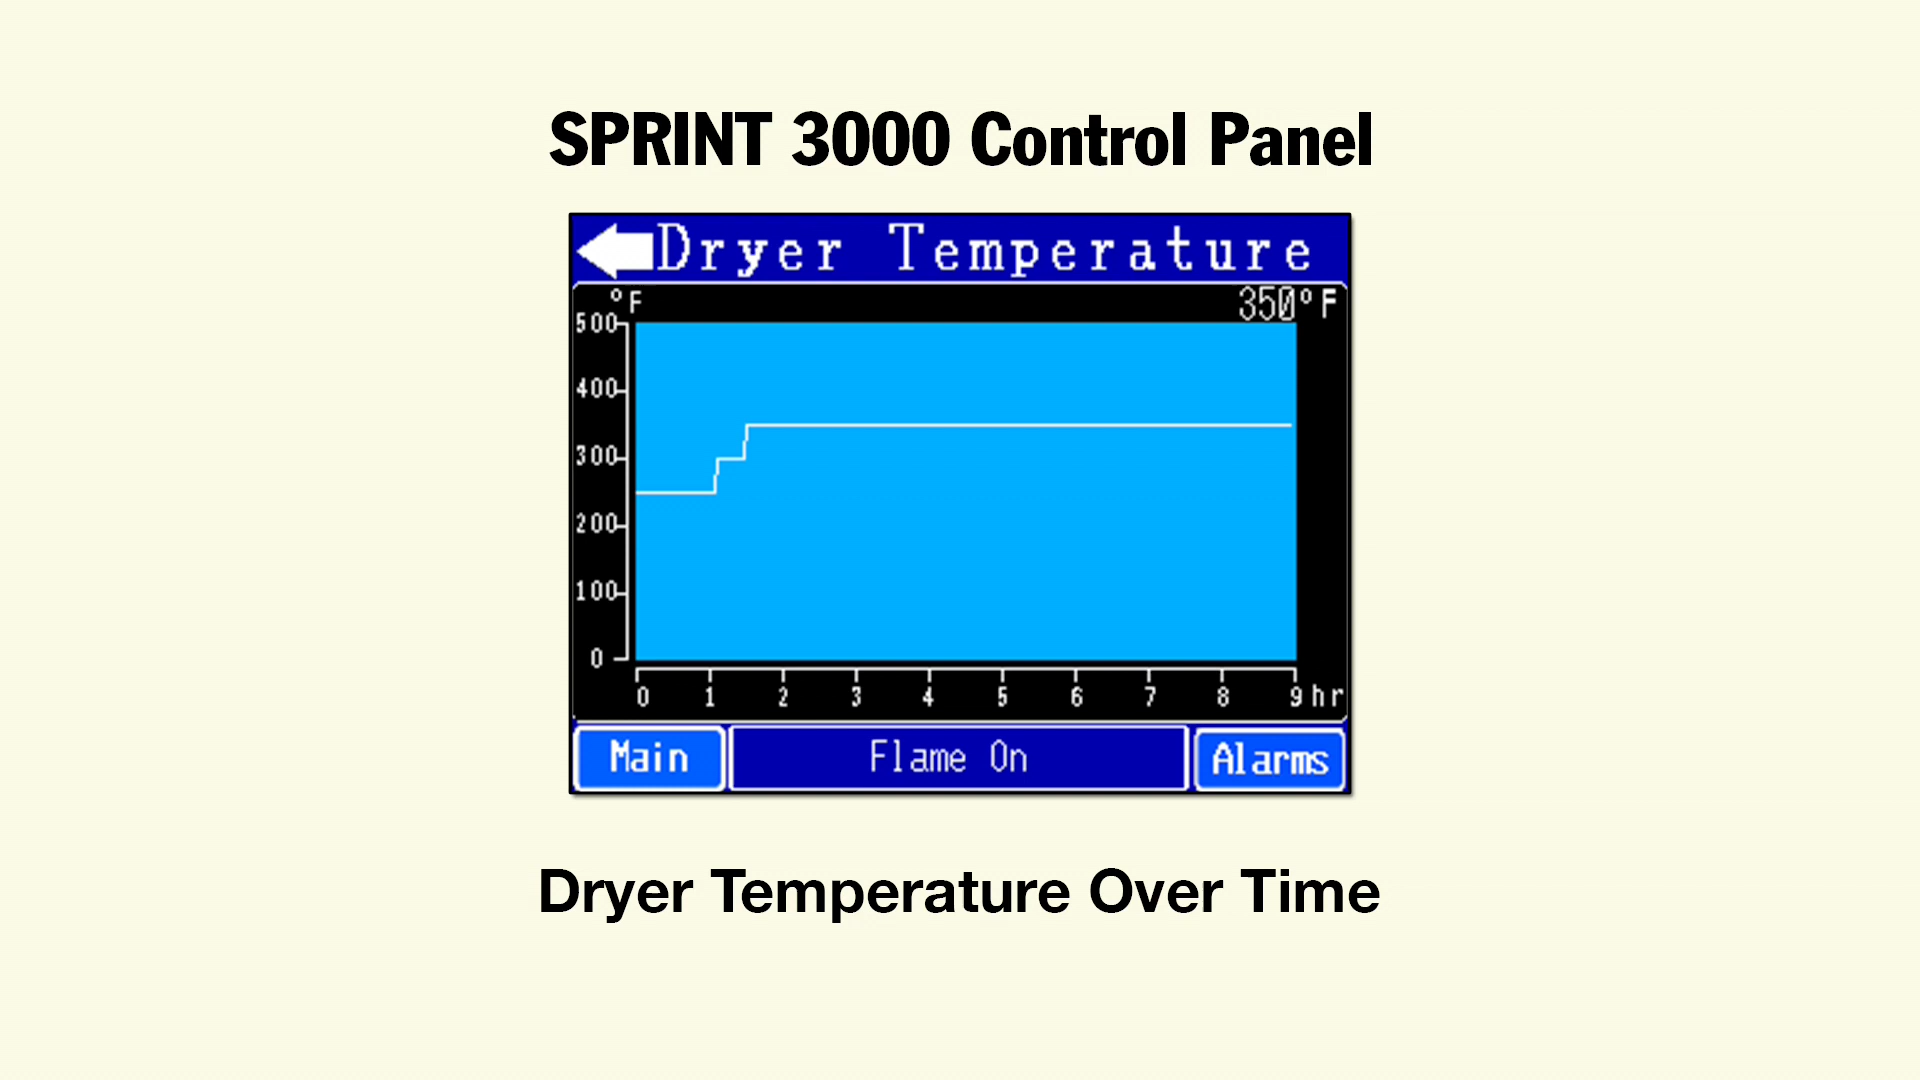 SPRINT 3000 Control Panel
Dryer Temperature
°F 350°F
500
400
300
200
100
0
0 1 2 3 4 5 6 7 8 9 hr
Main Flame On Alarms
Dryer Temperature Over Time